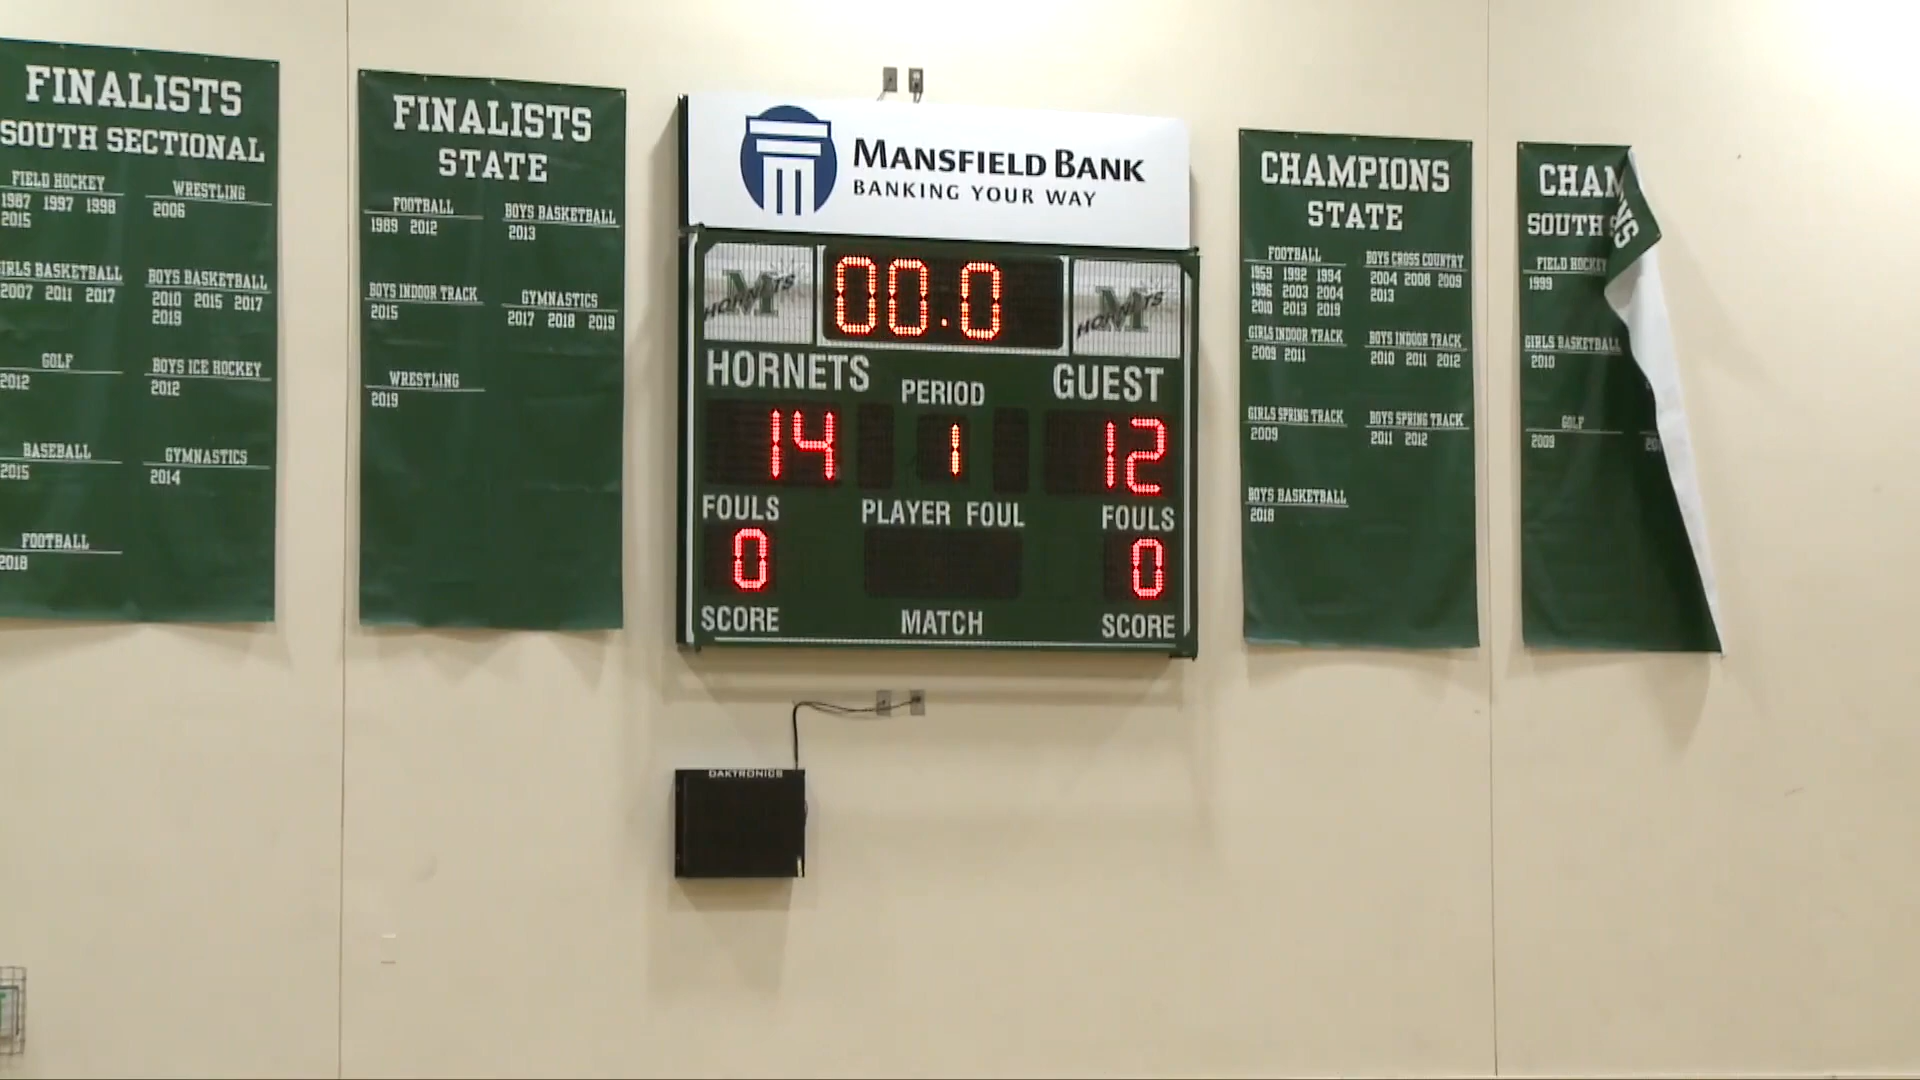 FINALISTS
SOUTH SECTIONAL
FIELD HOCKEY
1987 1997 1998
2015
WRESTLING
2006
IRLS BASKETBALL
2007 2011 2017
BOYS BASKETBALL
2010 2015 2017
2019
GOLF
2012
BOYS ICE HOCKEY
2012
BASEBALL
2015
GYMNASTICS
2014
FOOTBALL
2018
FINALISTS
STATE
FOOTBALL
1989 2012
BOYS BASKETBALL
2013
BOYS INDOOR TRACK
2015
GYMNASTICS
2017 2018 2019
WRESTLING
2019
MANSFIELD BANK
BANKING YOUR WAY
M HORNETS
00.0
M HORNETS
HORNETS
PERIOD
GUEST
14
1
12
FOULS
PLAYER FOUL
FOULS
0
0
SCORE
MATCH
SCORE
DAKTRONICS
CHAMPIONS
STATE
FOOTBALL
1959 1992 1994
1996 2003 2004
2010 2013 2019
BOYS CROSS COUNTRY
2004 2008 2009
2013
GIRLS INDOOR TRACK
2009 2011
BOYS INDOOR TRACK
2010 2011 2012
GIRLS SPRING TRACK
2009
BOYS SPRING TRACK
2011 2012
BOYS BASKETBALL
2018
CHAMPIONS
SOUTH
FIELD HOCKEY
1999
GIRLS BASKETBALL
2010
GOLF
2009